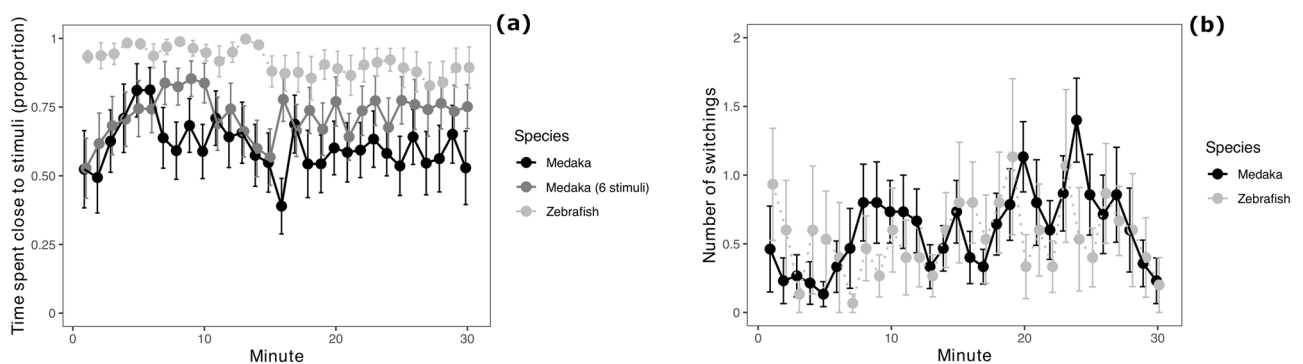 (a)
Time spent close to stimuli (proportion)
1
0.75
0.50
0.25
0
0
10
20
30
Minute
Species
Medaka
Medaka (6 stimuli)
Zebrafish
(b)
Number of switchings
2
1.5
1.0
0.5
0
0
10
20
30
Minute
Species
Medaka
Zebrafish